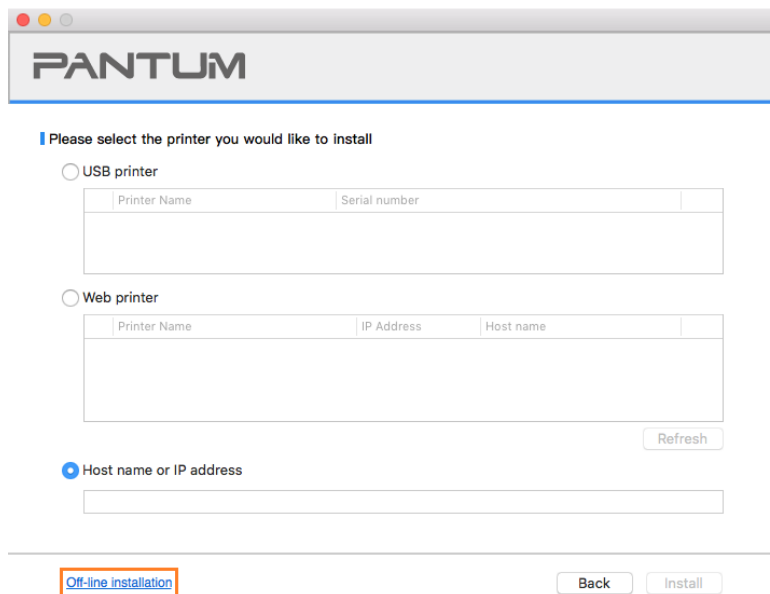 PANTUM
Please select the printer you would like to install
USB printer
Printer Name Serial number
Web printer
Printer Name IP Address Host name
Refresh
Host name or IP address
Off-line installation Back Install